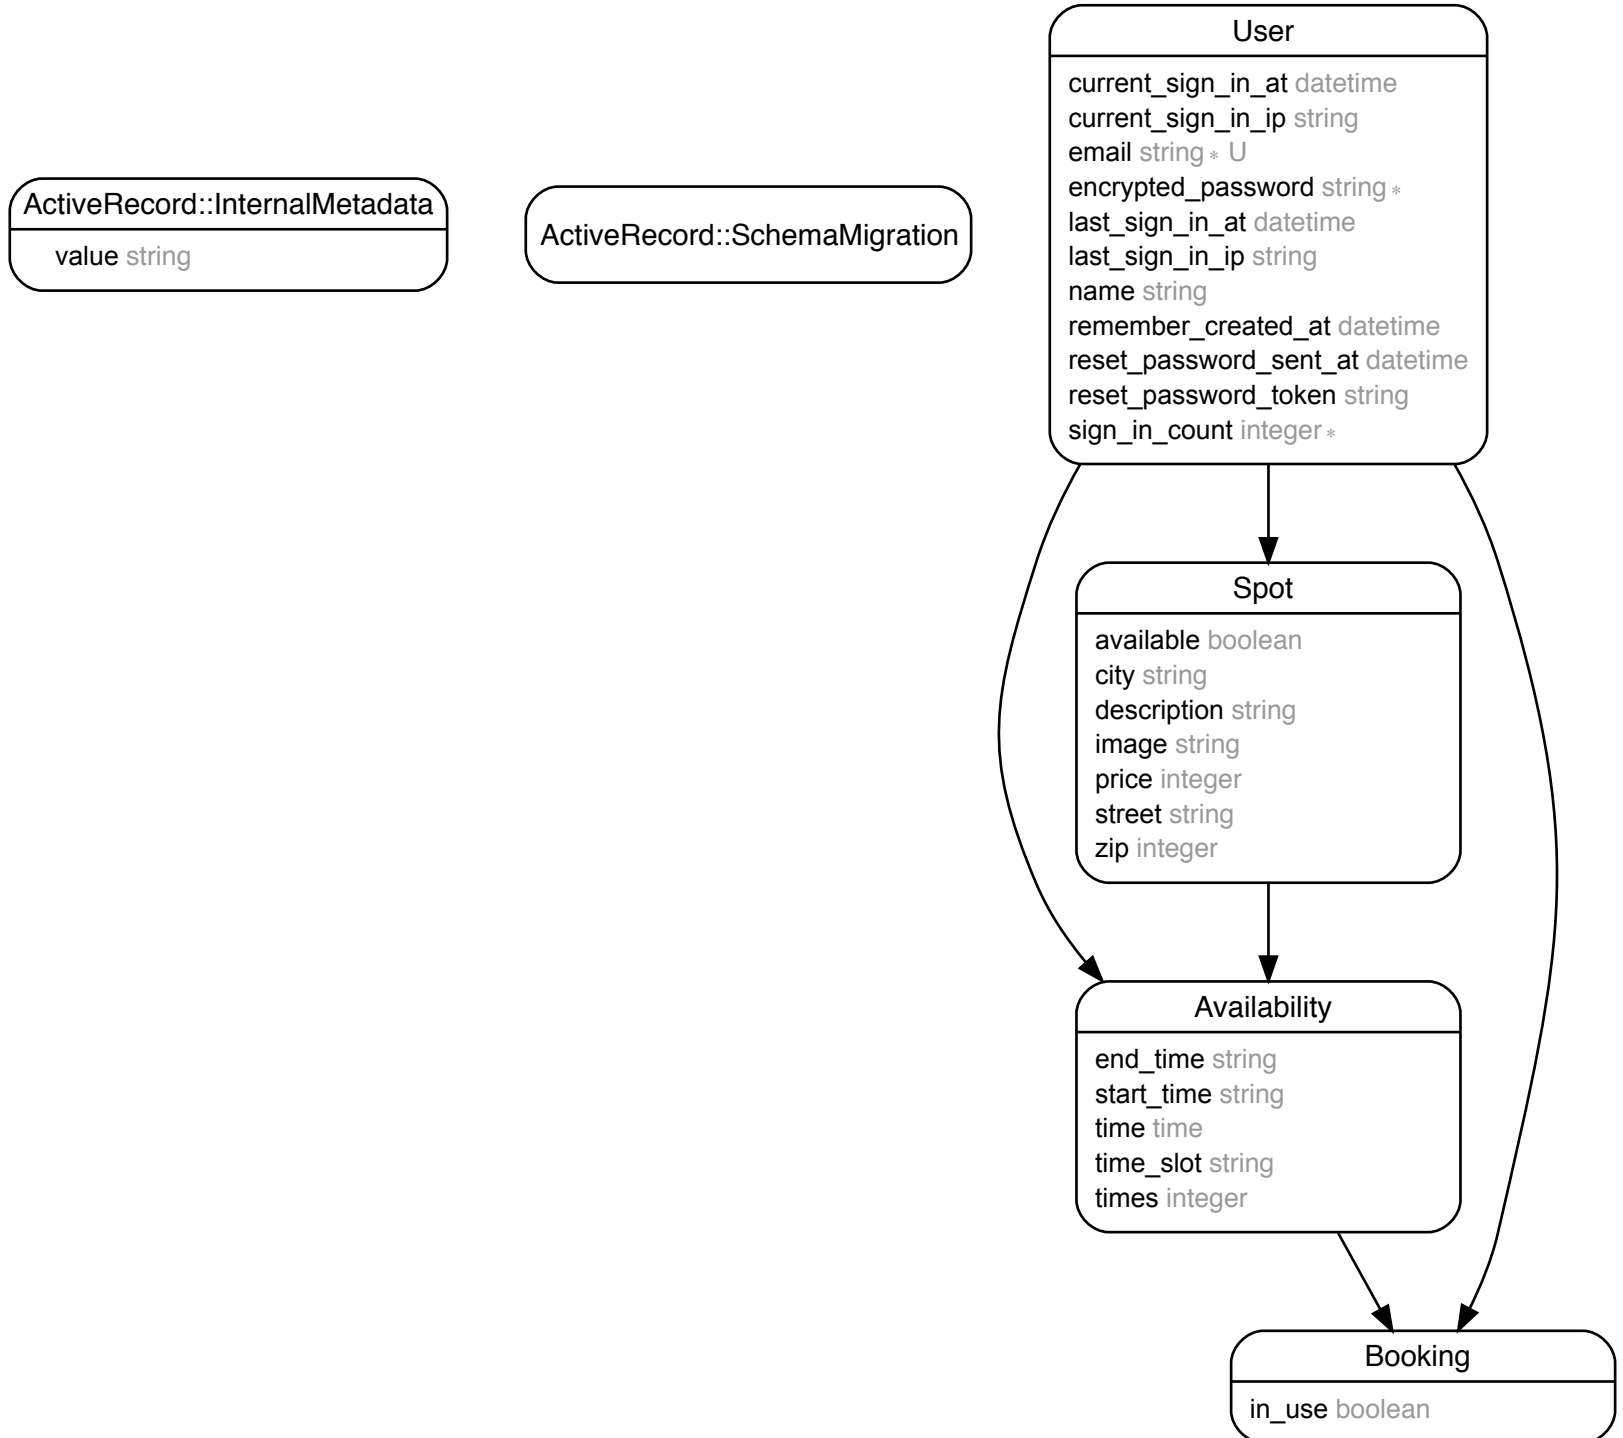 User
current_sign_in_at datetime
current_sign_in_ip string
email string * U
encrypted_password string *
last_sign_in_at datetime
last_sign_in_ip string
name string
remember_created_at datetime
reset_password_sent_at datetime
reset_password_token string
sign_in_count integer *
ActiveRecord::InternalMetadata
value string
ActiveRecord::SchemaMigration
Spot
available boolean
city string
description string
image string
price integer
street string
zip integer
Availability
end_time string
start_time string
time time
time_slot string
times integer
Booking
in_use boolean